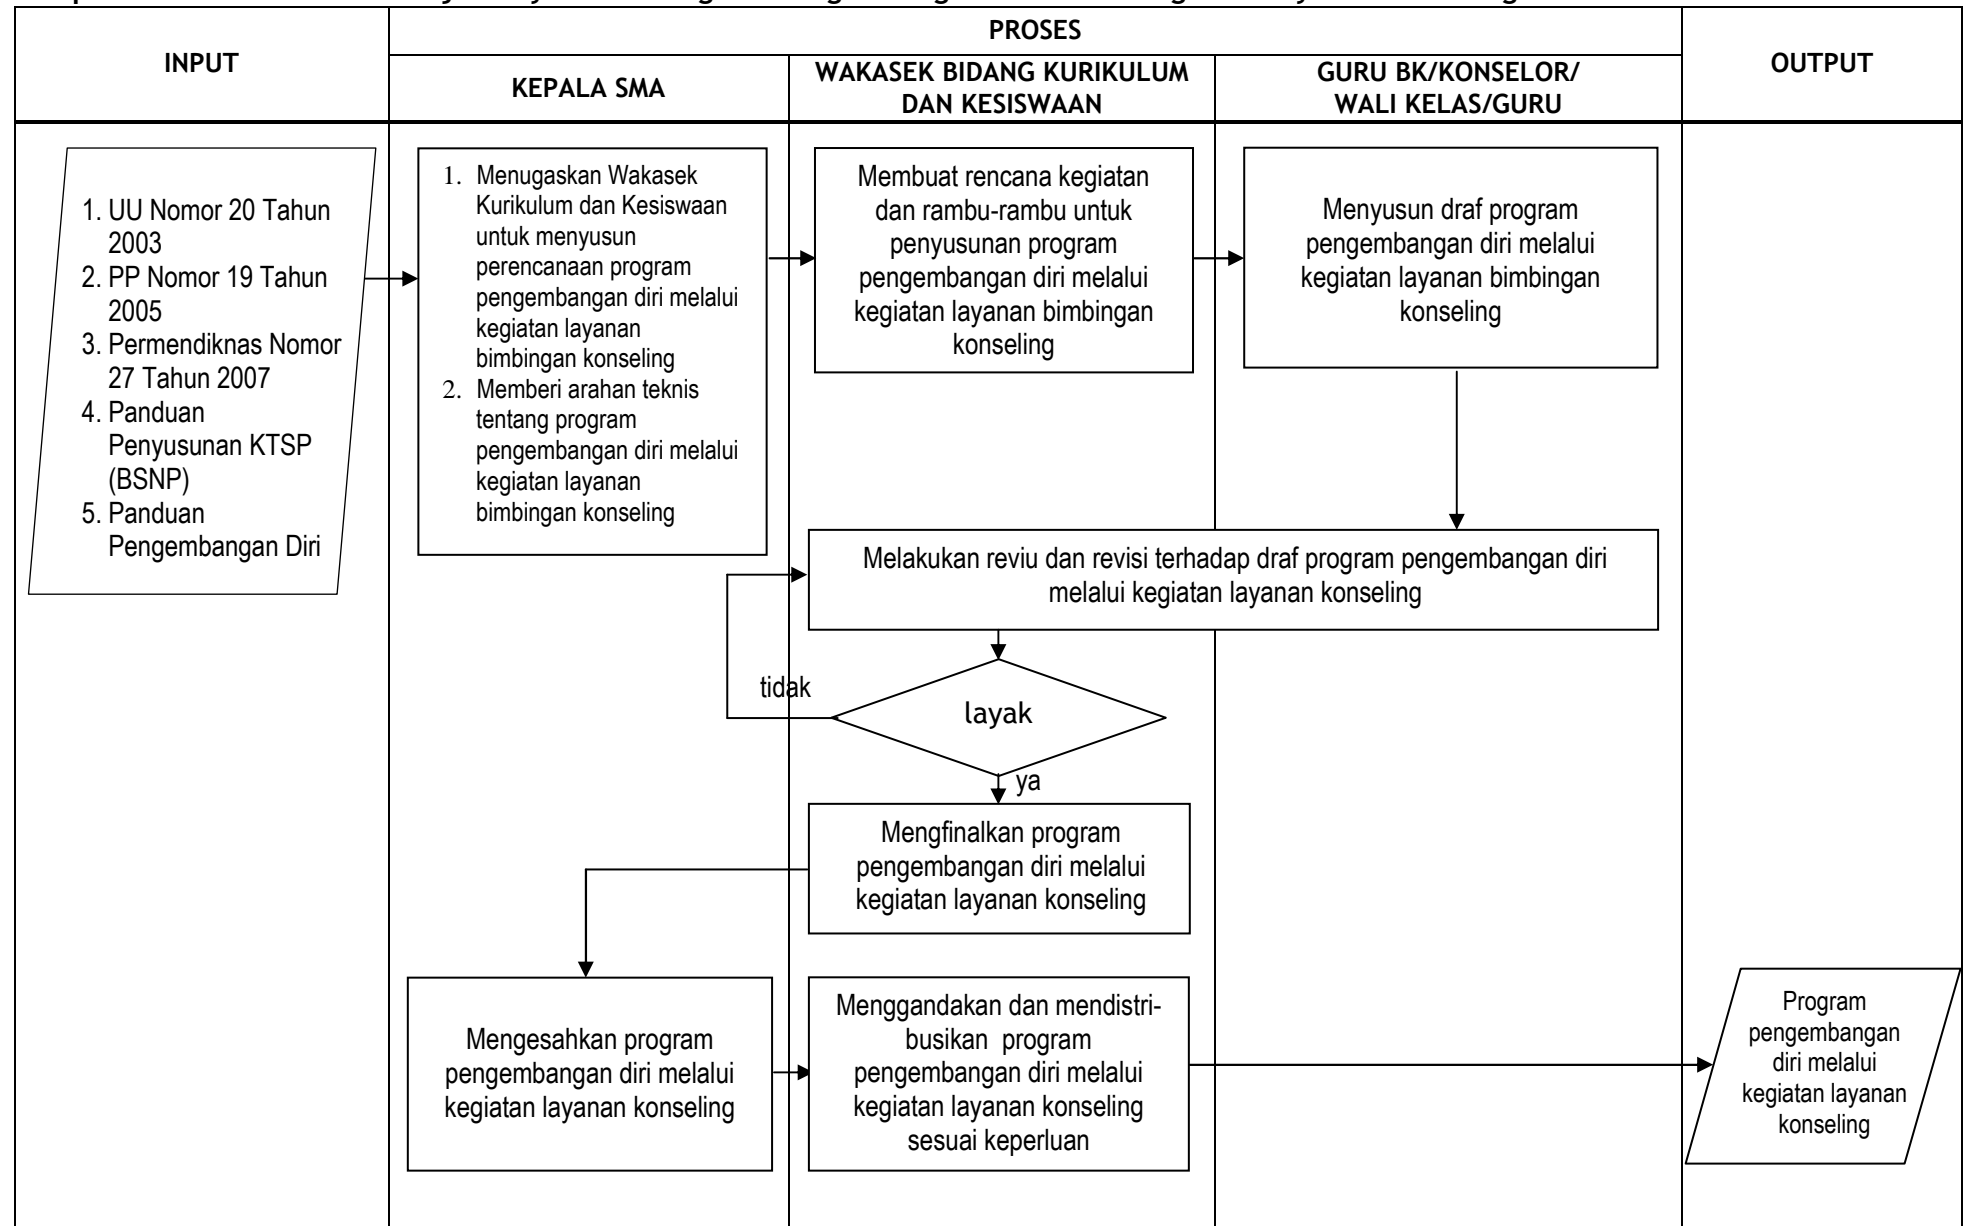 INPUT
PROSES
OUTPUT
KEPALA SMA
WAKASEK BIDANG KURIKULUM
DAN KESISWAAN
GURU BK/KONSELOR/
WALI KELAS/GURU
1. UU Nomor 20 Tahun
2003
2. PP Nomor 19 Tahun
2005
3. Permendiknas Nomor
27 Tahun 2007
4. Panduan
Penyusunan KTSP
(BSNP)
5. Panduan
Pengembangan Diri
1. Menugaskan Wakasek
Kurikulum dan Kesiswaan
untuk menyusun
perencanaan program
pengembangan diri melalui
kegiatan layanan
bimbingan konseling
2. Memberi arahan teknis
tentang program
pengembangan diri melalui
kegiatan layanan
bimbingan konseling
Membuat rencana kegiatan
dan rambu-rambu untuk
penyusunan program
pengembangan diri melalui
kegiatan layanan bimbingan
konseling
Menyusun draf program
pengembangan diri melalui
kegiatan layanan bimbingan
konseling
Melakukan reviu dan revisi terhadap draf program pengembangan diri
melalui kegiatan layanan konseling
tidak
layak
ya
Mengfinalkan program
pengembangan diri melalui
kegiatan layanan konseling
Mengesahkan program
pengembangan diri melalui
kegiatan layanan konseling
Menggandakan dan mendistri-
busikan program
pengembangan diri melalui
kegiatan layanan konseling
sesuai keperluan
Program
pengembangan
diri melalui
kegiatan layanan
konseling